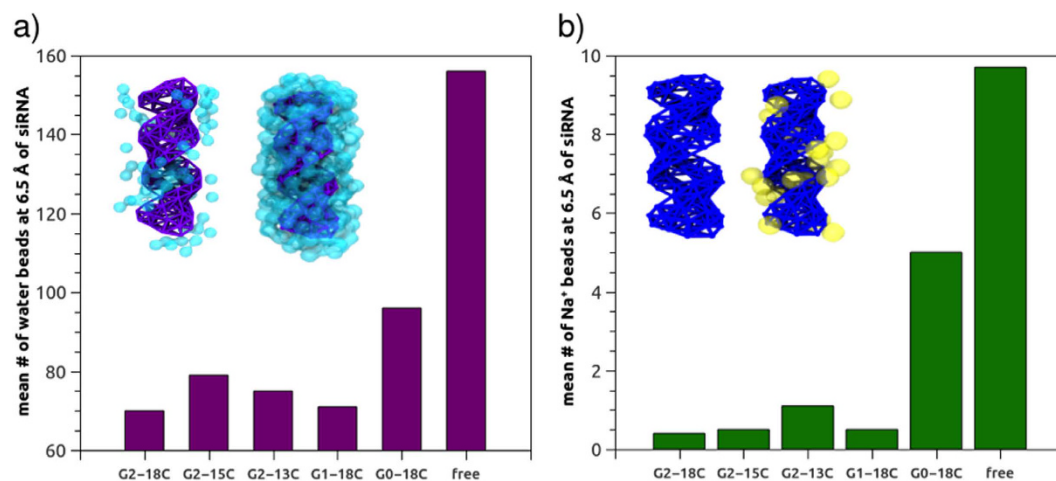 a)
mean # of water beads at 6.5 Å of siRNA
160
140
120
100
80
60
G2–18C G2–15C G2–13C G1–18C G0–18C free
b)
mean # of Na⁺ beads at 6.5 Å of siRNA
10
8
6
4
2
0
G2–18C G2–15C G2–13C G1–18C G0–18C free